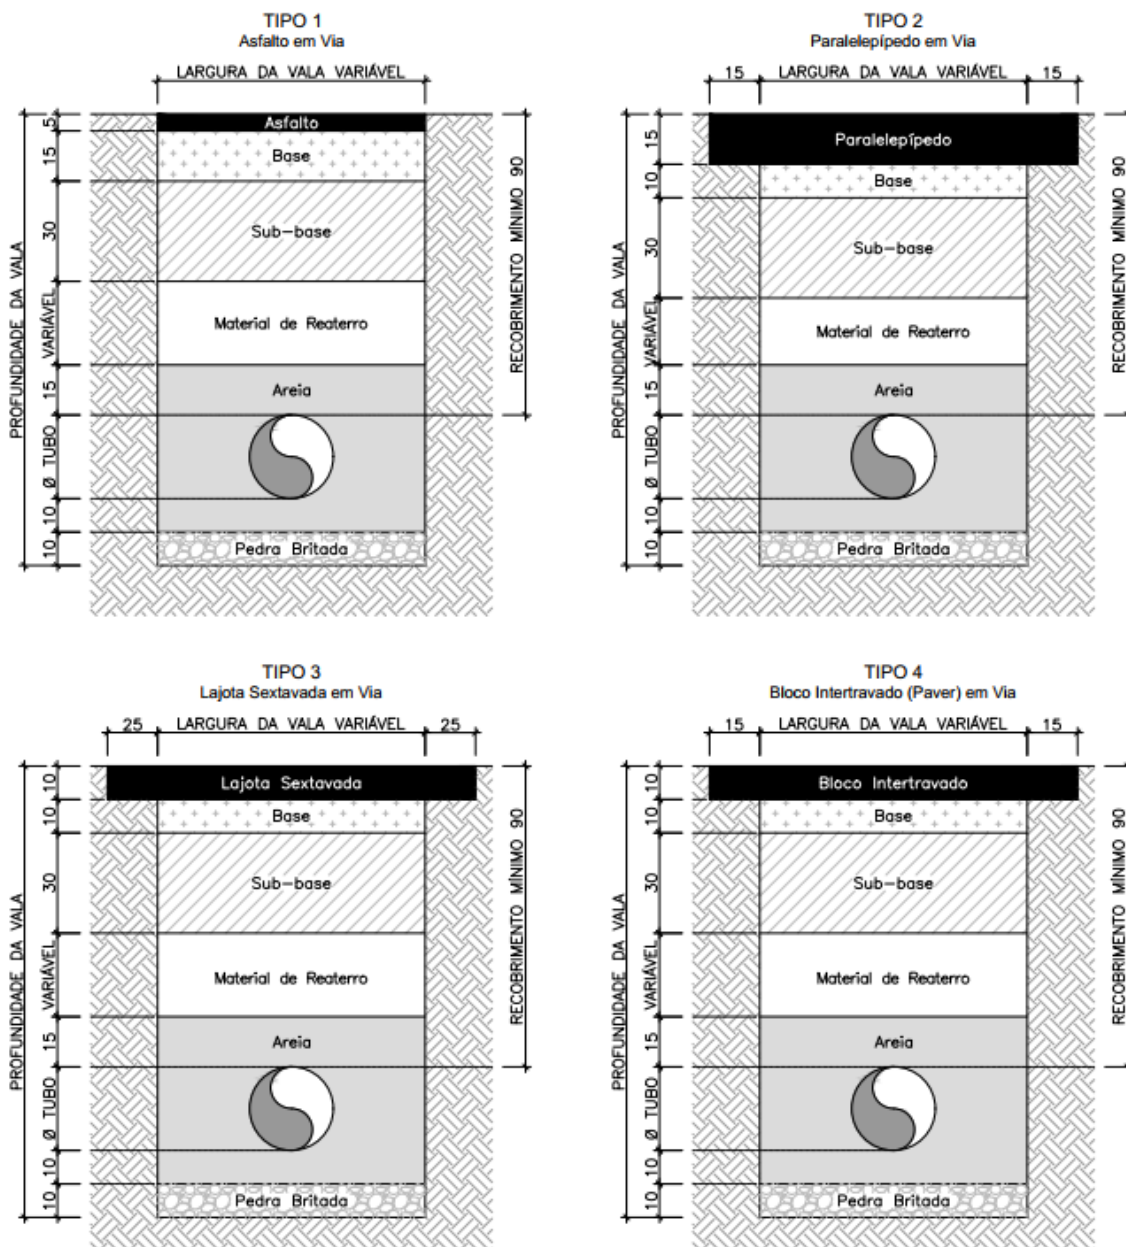 TIPO 1
Asfalto em Via
LARGURA DA VALA VARIÁVEL
Asfalto
Base
Sub-base
Material de Reaterro
Areia
Pedra Britada
5
15
30
VARIÁVEL
15
Ø TUBO
10
10
PROFUNDIDADE DA VALA
RECOBRIMENTO MÍNIMO 90
TIPO 2
Paralelepípedo em Via
15
LARGURA DA VALA VARIÁVEL
15
Paralelepípedo
Base
Sub-base
Material de Reaterro
Areia
Pedra Britada
15
10
30
VARIÁVEL
15
Ø TUBO
10
10
PROFUNDIDADE DA VALA
RECOBRIMENTO MÍNIMO 90
TIPO 3
Lajota Sextavada em Via
25
LARGURA DA VALA VARIÁVEL
25
Lajota Sextavada
Base
Sub-base
Material de Reaterro
Areia
Pedra Britada
10
10
30
VARIÁVEL
15
Ø TUBO
10
10
PROFUNDIDADE DA VALA
RECOBRIMENTO MÍNIMO 90
TIPO 4
Bloco Intertravado (Paver) em Via
15
LARGURA DA VALA VARIÁVEL
15
Bloco Intertravado
Base
Sub-base
Material de Reaterro
Areia
Pedra Britada
10
10
30
VARIÁVEL
15
Ø TUBO
10
10
PROFUNDIDADE DA VALA
RECOBRIMENTO MÍNIMO 90